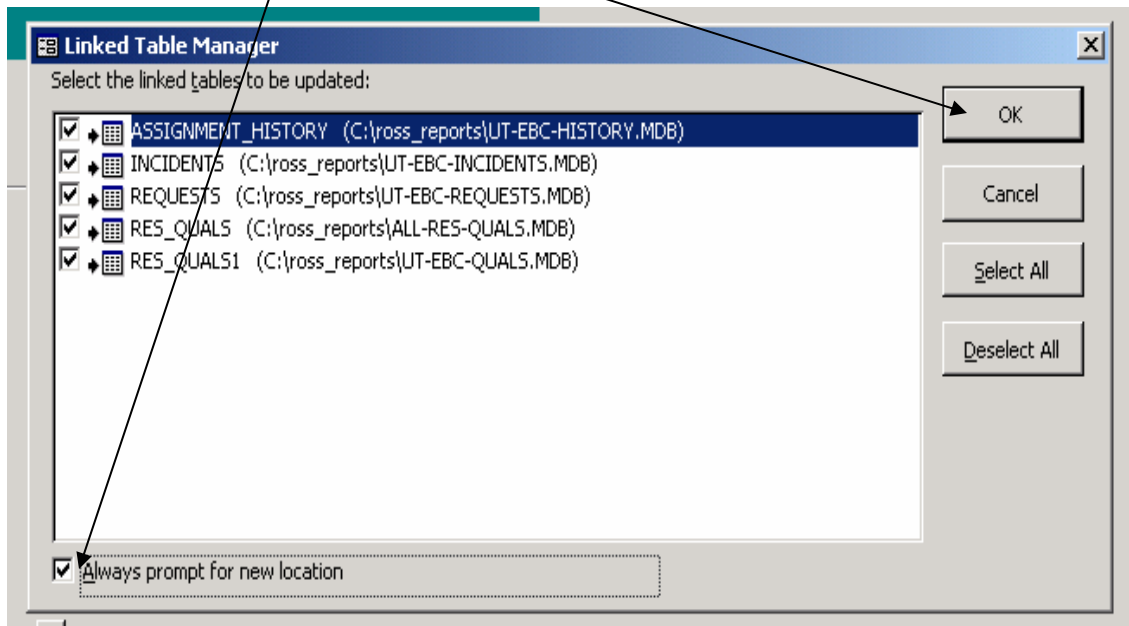 Linked Table Manager
Select the linked tables to be updated:
ASSIGNMENT_HISTORY (C:\ross_reports\UT-EBC-HISTORY.MDB)
INCIDENTS (C:\ross_reports\UT-EBC-INCIDENTS.MDB)
REQUESTS (C:\ross_reports\UT-EBC-REQUESTS.MDB)
RES_QUALS (C:\ross_reports\ALL-RES-QUALS.MDB)
RES_QUALS1 (C:\ross_reports\UT-EBC-QUALS.MDB)
OK
Cancel
Select All
Deselect All
Always prompt for new location